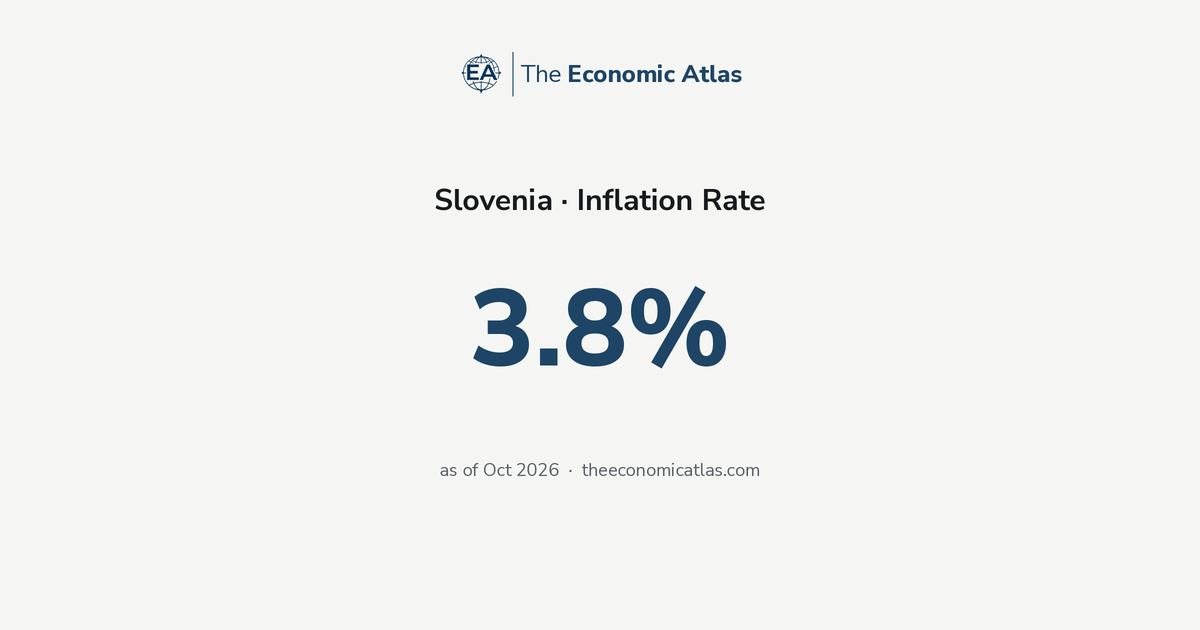 EA The Economic Atlas
Slovenia · Inflation Rate
3.8%
as of Oct 2026 · theeconomicatlas.com